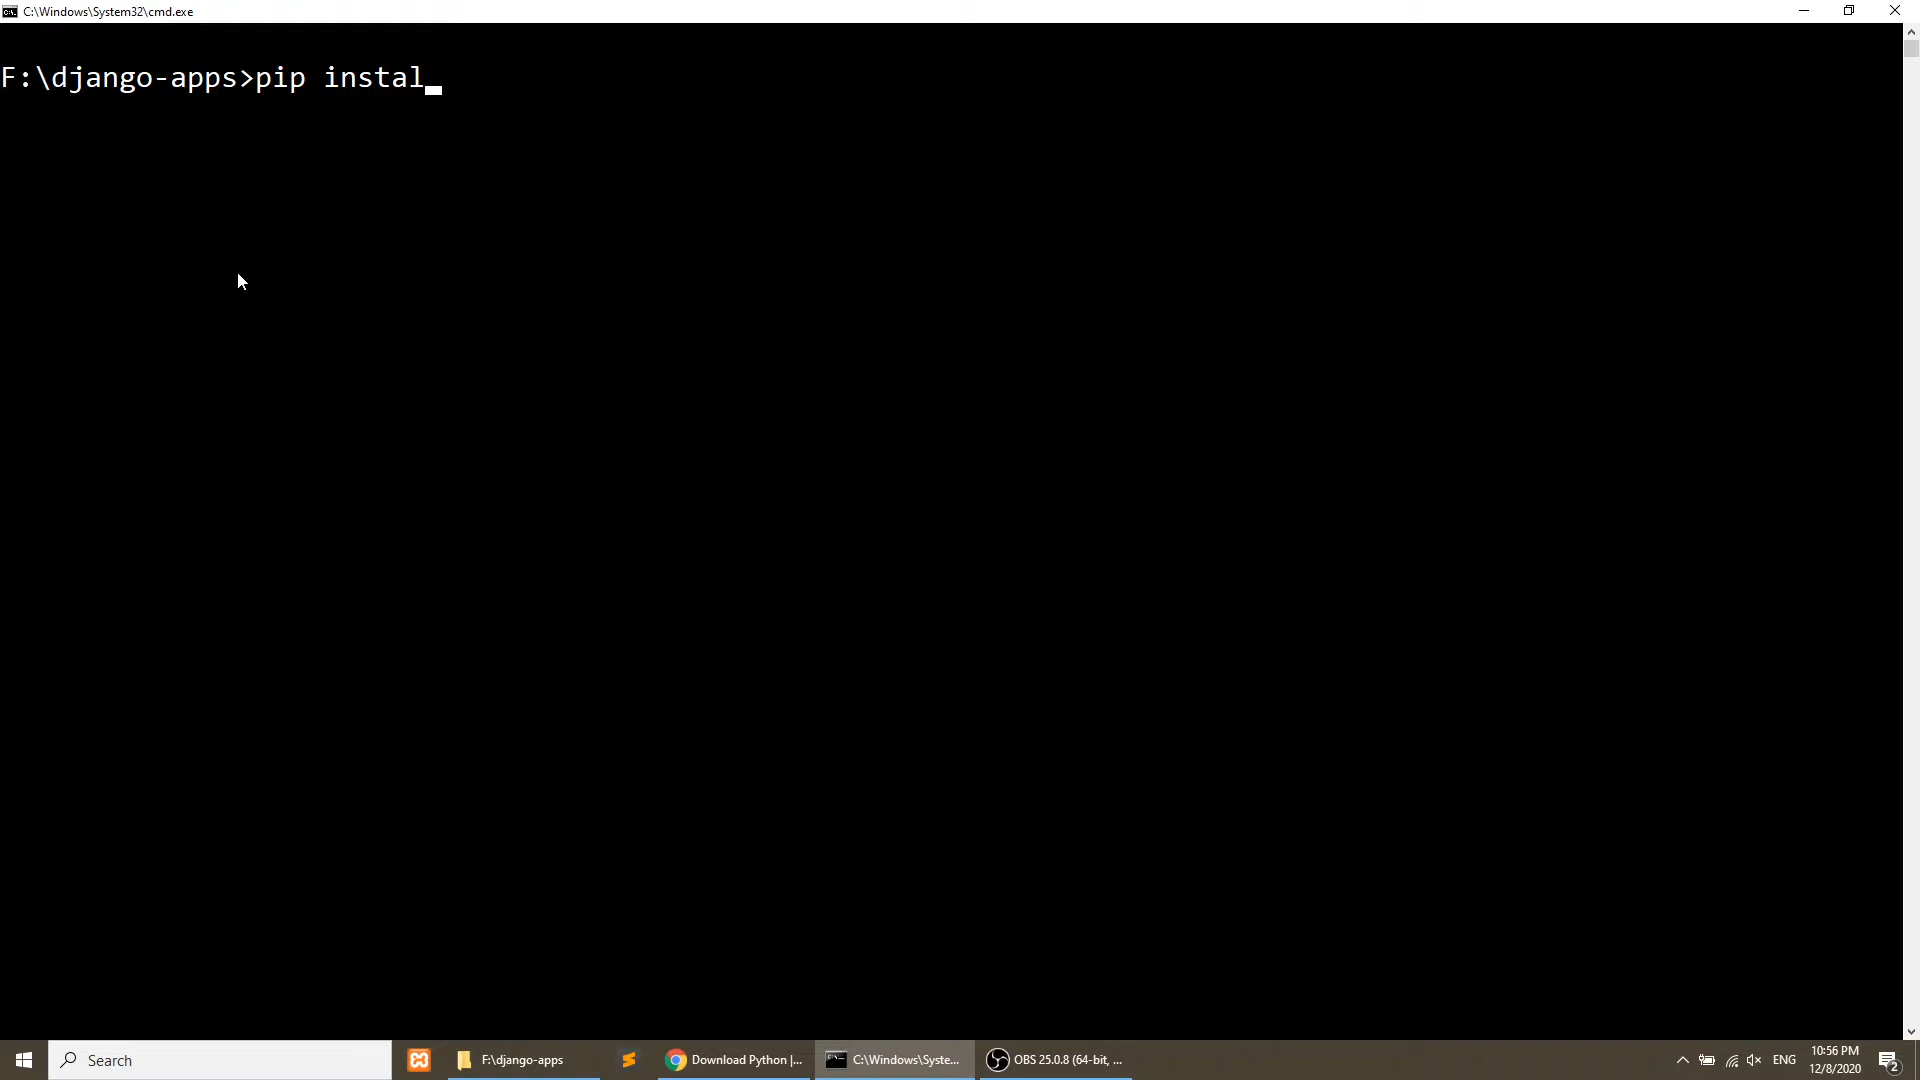 C:\Windows\System32\cmd.exe
F:\django-apps>pip instal
Search
F:\django-apps
Download Python |...
C:\Windows\Syste...
OBS 25.0.8 (64-bit, ...
ENG
10:56 PM
12/8/2020
2